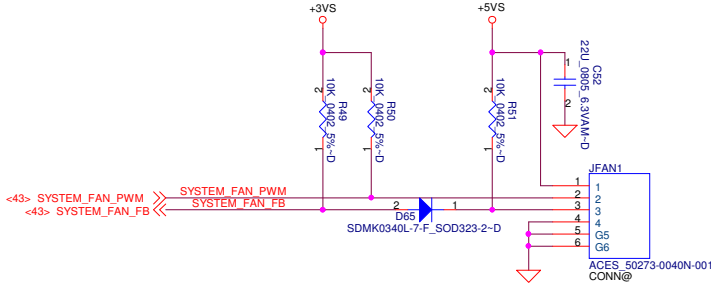 +3VS
+5VS
2
10K_0402_5%~D
R49
1
2
10K_0402_5%~D
R50
1
2
10K_0402_5%~D
R51
1
1
22U_0805_6.3VAM~D
C52
2
JFAN1
<43> SYSTEM_FAN_PWM
SYSTEM_FAN_PWM
<43> SYSTEM_FAN_FB
SYSTEM_FAN_FB
2
D65
1
SDMK0340L-7-F_SOD323-2~D
1 1
2 2
3 3
4 4
5 G5
6 G6
ACES_50273-0040N-001
CONN@